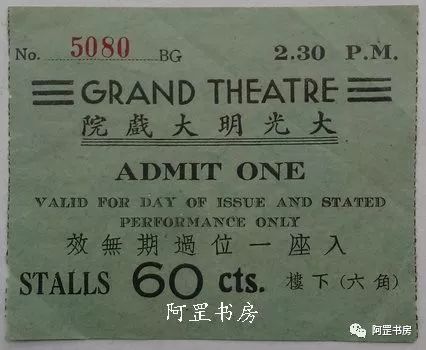 No. 5080 BG 2.30 P.M.
GRAND THEATRE
大光明大戲院
ADMIT ONE
VALID FOR DAY OF ISSUE AND STATED
PERFORMANCE ONLY
入座一位過期無效
STALLS 60 cts. 樓下(六角)
阿罡书房
阿罡书房